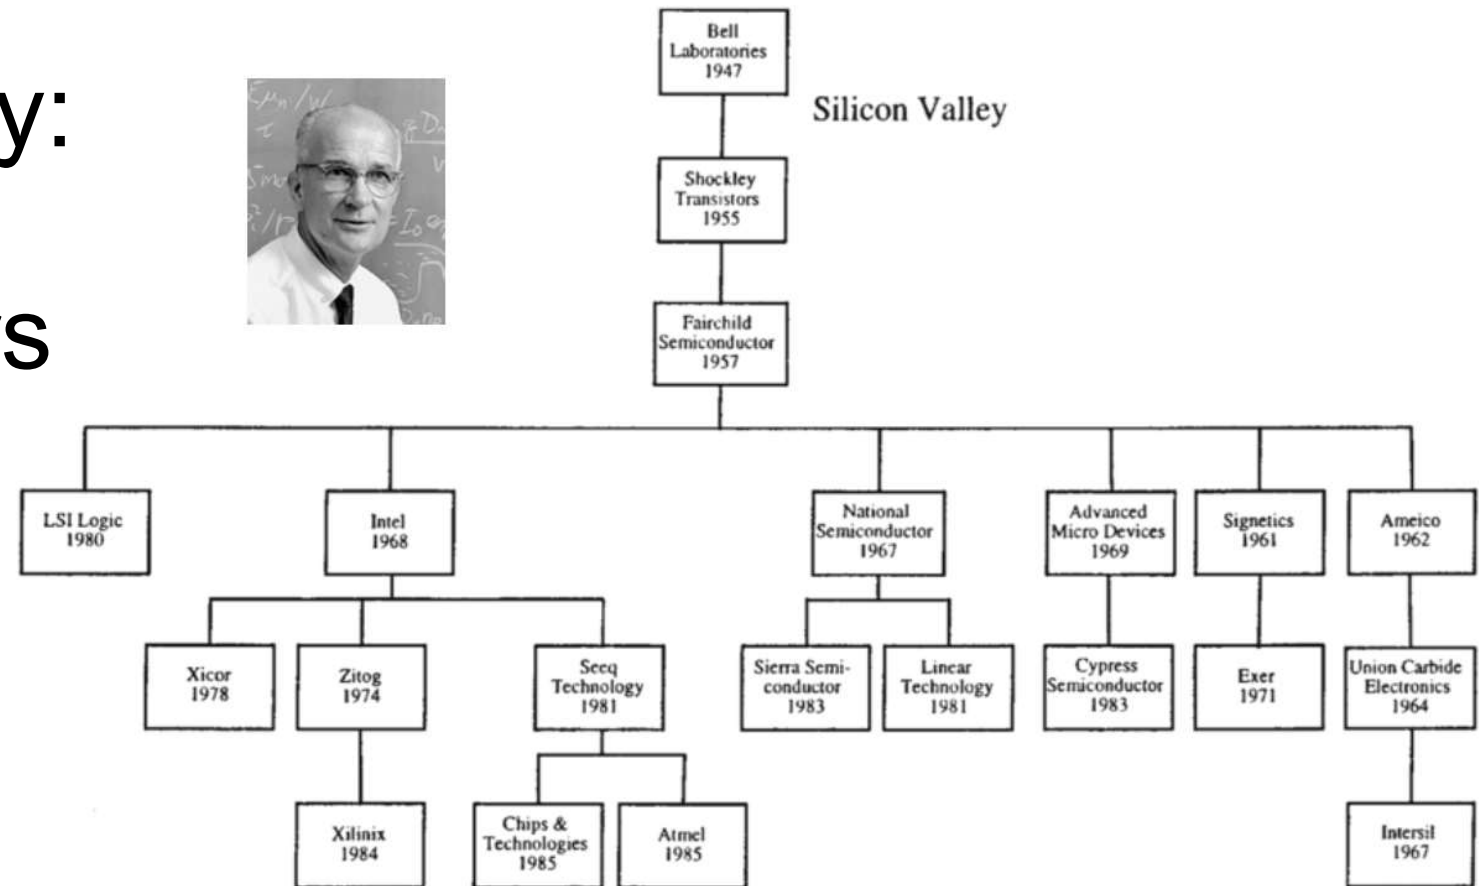 y:
s
Bell
Laboratories
1947
Silicon Valley
Shockley
Transistors
1955
Fairchild
Semiconductor
1957
LSI Logic
1980
Intel
1968
National
Semiconductor
1967
Advanced
Micro Devices
1969
Signetics
1961
Ameico
1962
Xicor
1978
Zitog
1974
Seeq
Technology
1981
Sierra Semi-
conductor
1983
Linear
Technology
1981
Cypress
Semiconductor
1983
Exer
1971
Union Carbide
Electronics
1964
Xilinix
1984
Chips &
Technologies
1985
Atmel
1985
Intersil
1967